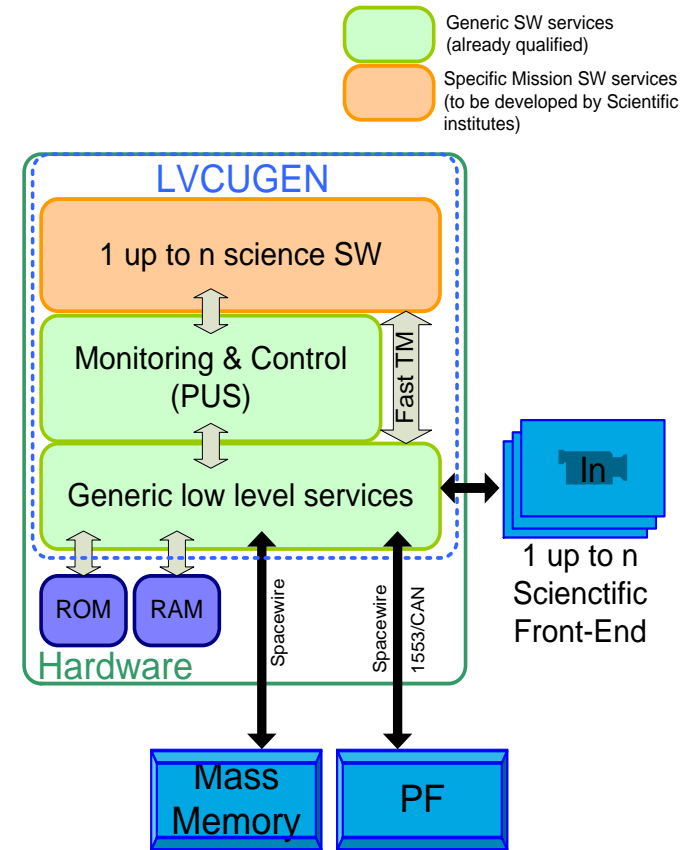 Generic SW services
(already qualified)
Specific Mission SW services
(to be developed by Scientific
institutes)
LVCUGEN
1 up to n science SW
Monitoring & Control
(PUS)
Fast TM
Generic low level services
In
1 up to n
Scienctific
Front-End
ROM
RAM
Spacewire
Spacewire
1553/CAN
Hardware
Mass
Memory
PF